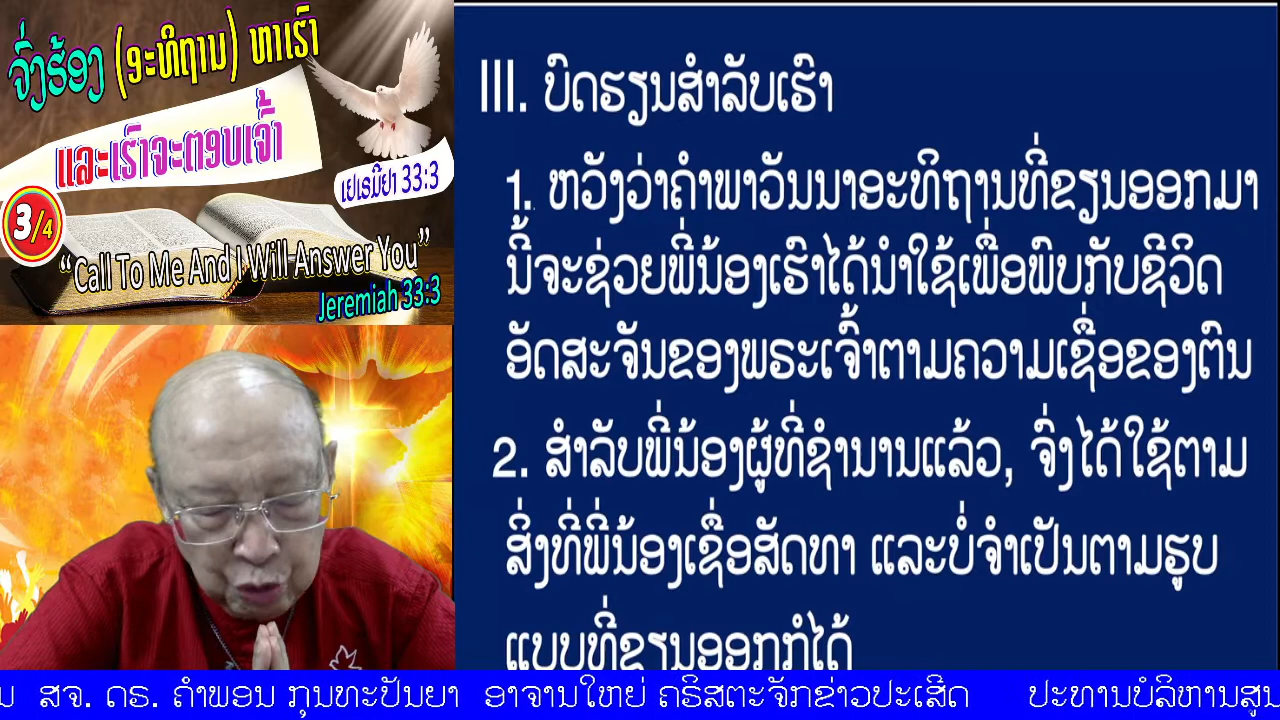 ຈົ່ງຮ້ອງ (ອະທິຖານ) ຫາເຮົາ
ແລະເຮົາຈະຕອບເຈົ້າ
ເຢເຣມີຢາ 33:3
3/4
“Call To Me And I Will Answer You”
Jeremiah 33:3
III. ບົດຮຽນສຳລັບເຮົາ
1. ຫວັງວ່າຄຳພາວັນນາອະທິຖານທີ່ຂຽນອອກມາ
ນີ້ຈະຊ່ວຍພີ່ນ້ອງເຮົາໄດ້ນຳໃຊ້ເພື່ອພົບກັບຊີວິດ
ອັດສະຈັນຂອງພຣະເຈົ້າຕາມຄວາມເຊື່ອຂອງຕົນ
2. ສຳລັບພີ່ນ້ອງຜູ້ທີ່ຊຳນານແລ້ວ, ຈົ່ງໄດ້ໃຊ້ຕາມ
ສິ່ງທີ່ພີ່ນ້ອງເຊື່ອສັດທາ ແລະບໍ່ຈຳເປັນຕາມຮູບ
ແບບທີ່ຂຽນອອກກໍໄດ້
ມ ສຈ. ດຣ. ຄຳພອນ ກຸນທະປັນຍາ ອາຈານໃຫຍ່ ຄຣິສຕະຈັກຂ່າວປະເສີດ ປະທານບໍລິຫານສູນ